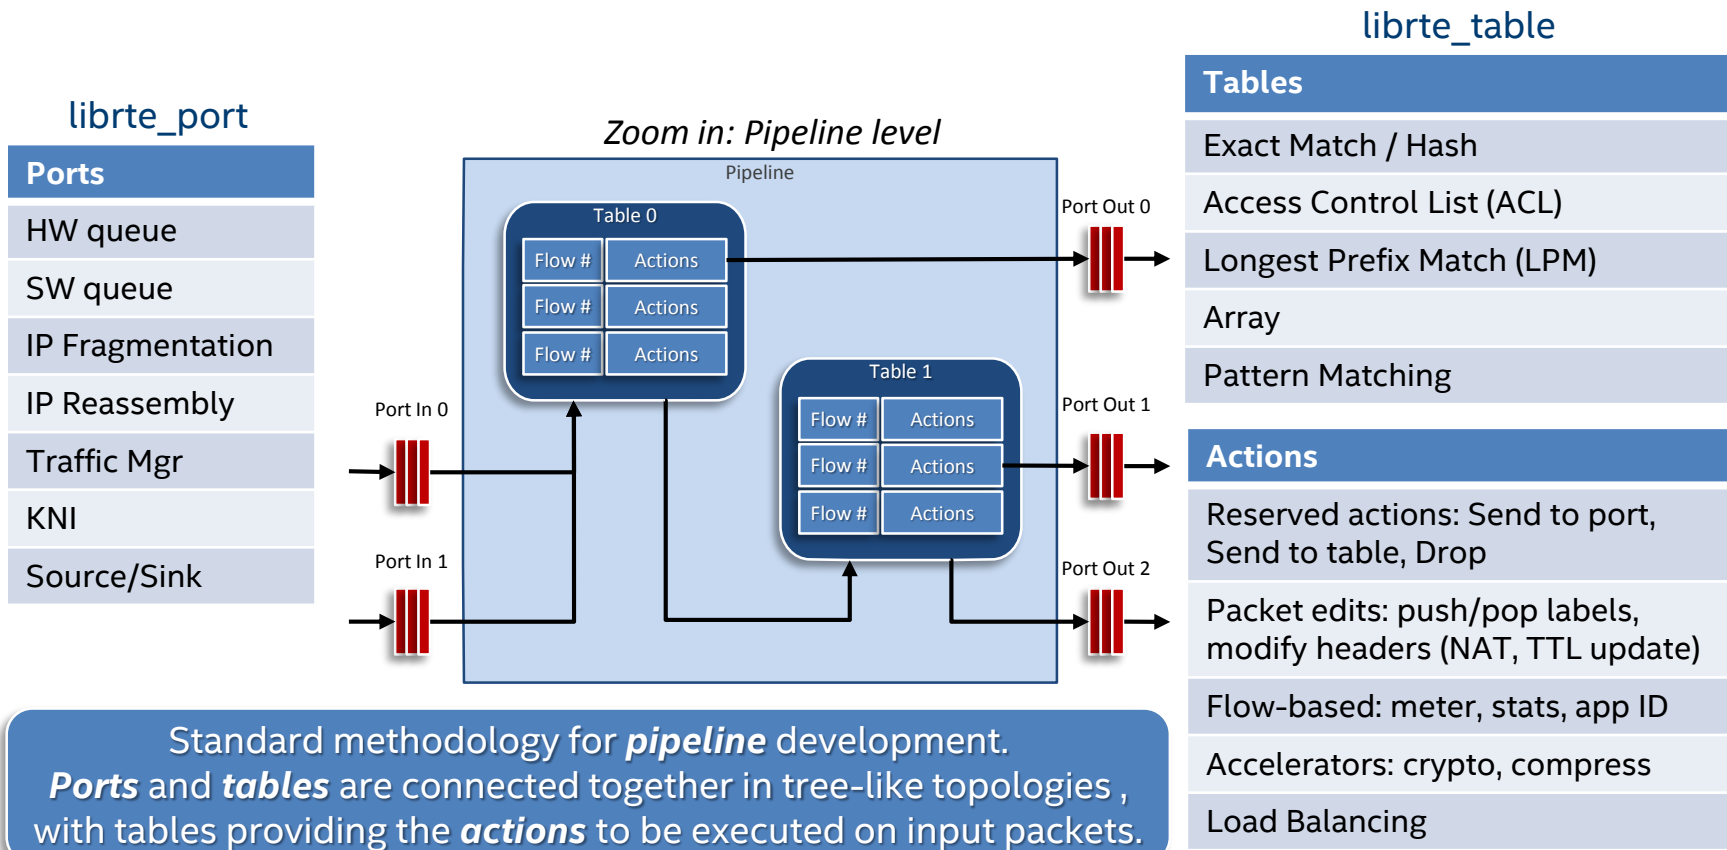 librte_port
Ports
HW queue
SW queue
IP Fragmentation
IP Reassembly
Traffic Mgr
KNI
Source/Sink
Zoom in: Pipeline level
Pipeline
Table 0
Flow # Actions
Flow # Actions
Flow # Actions
Table 1
Flow # Actions
Flow # Actions
Flow # Actions
Port In 0
Port In 1
Port Out 0
Port Out 1
Port Out 2
librte_table
Tables
Exact Match / Hash
Access Control List (ACL)
Longest Prefix Match (LPM)
Array
Pattern Matching
Actions
Reserved actions: Send to port,
Send to table, Drop
Packet edits: push/pop labels,
modify headers (NAT, TTL update)
Flow-based: meter, stats, app ID
Accelerators: crypto, compress
Load Balancing
Standard methodology for pipeline development.
Ports and tables are connected together in tree-like topologies ,
with tables providing the actions to be executed on input packets.